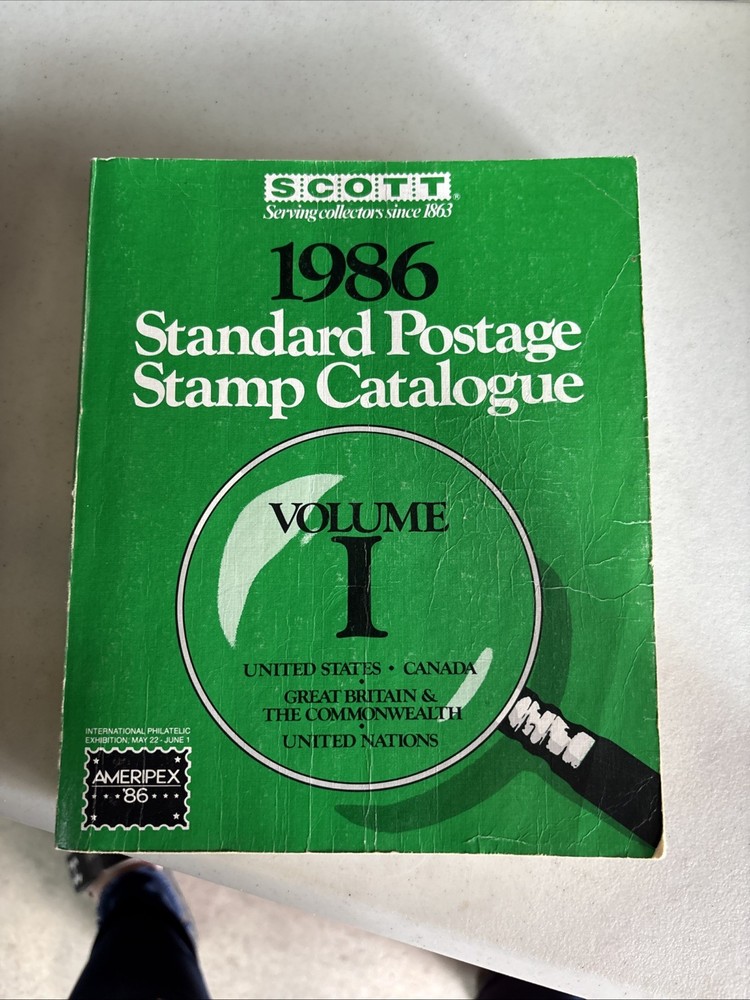 SCOTT®
Serving collectors since 1863
1986
Standard Postage
Stamp Catalogue
VOLUME
I
UNITED STATES • CANADA
•
GREAT BRITAIN &
THE COMMONWEALTH
•
UNITED NATIONS
INTERNATIONAL PHILATELIC
EXHIBITION, MAY 22 - JUNE 1
AMERIPEX
'86